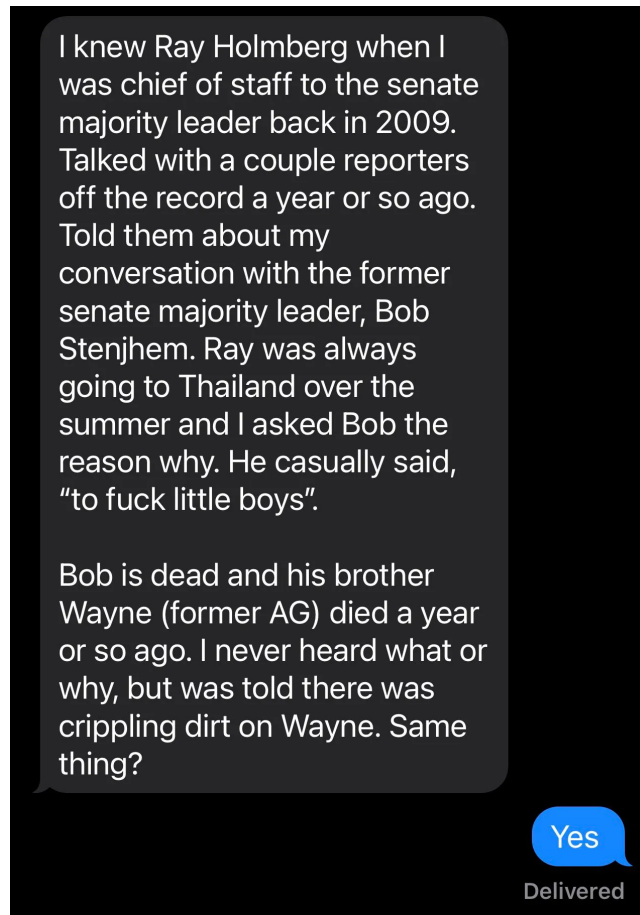 I knew Ray Holmberg when I
was chief of staff to the senate
majority leader back in 2009.
Talked with a couple reporters
off the record a year or so ago.
Told them about my
conversation with the former
senate majority leader, Bob
Stenjhem. Ray was always
going to Thailand over the
summer and I asked Bob the
reason why. He casually said,
“to fuck little boys”.
Bob is dead and his brother
Wayne (former AG) died a year
or so ago. I never heard what or
why, but was told there was
crippling dirt on Wayne. Same
thing?
Yes
Delivered